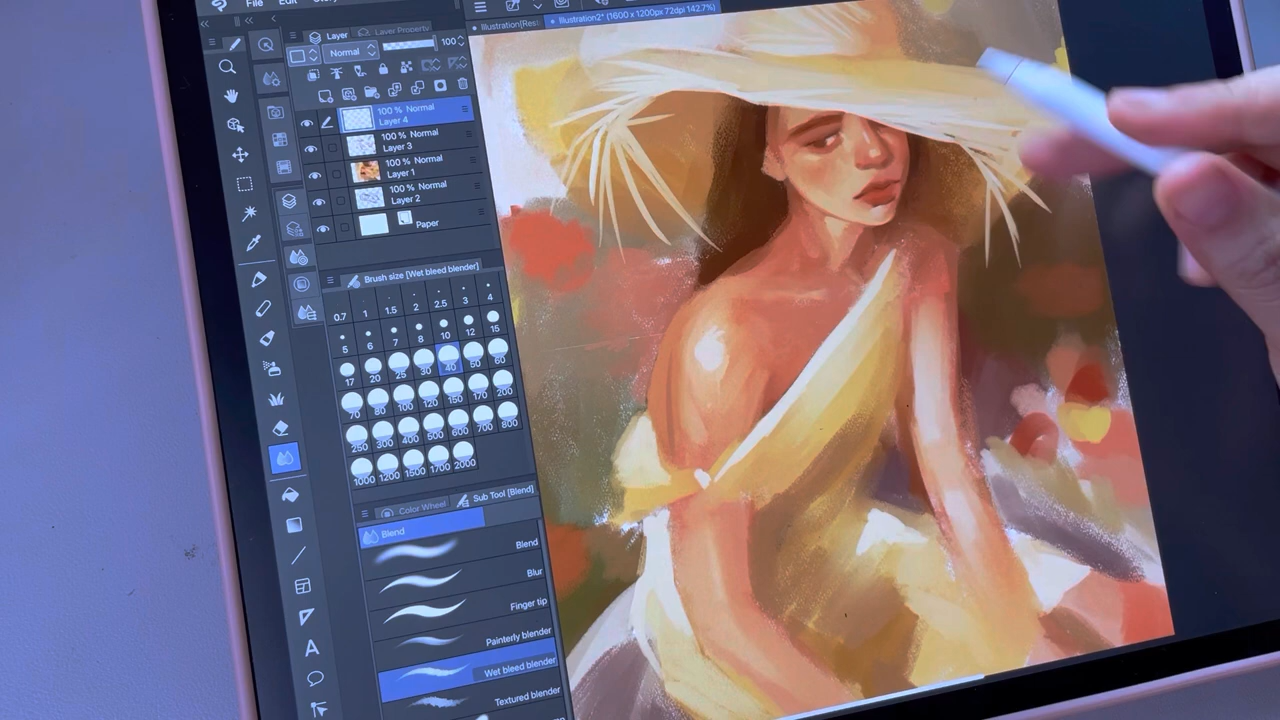 File Edit
Illustration[Res
Illustration2* (1600 x 1200px 72dpi 142.7%)
Layer Layer Property
Normal 100
100 % Normal
Layer 4
100 % Normal
Layer 3
100 % Normal
Layer 1
100 % Normal
Layer 2
Paper
Brush size [Wet bleed blender]
0.7 1 1.5 2 2.5 3 4
5 6 7 8 10 12 15
17 20 25 30 40 50 60
70 80 100 120 150 170 200
250 300 400 500 600 700 800
1000 1200 1500 1700 2000
Color Wheel Sub Tool [Blend]
Blend
Blend
Blur
Finger tip
Painterly blender
Wet bleed blender
Textured blender
A